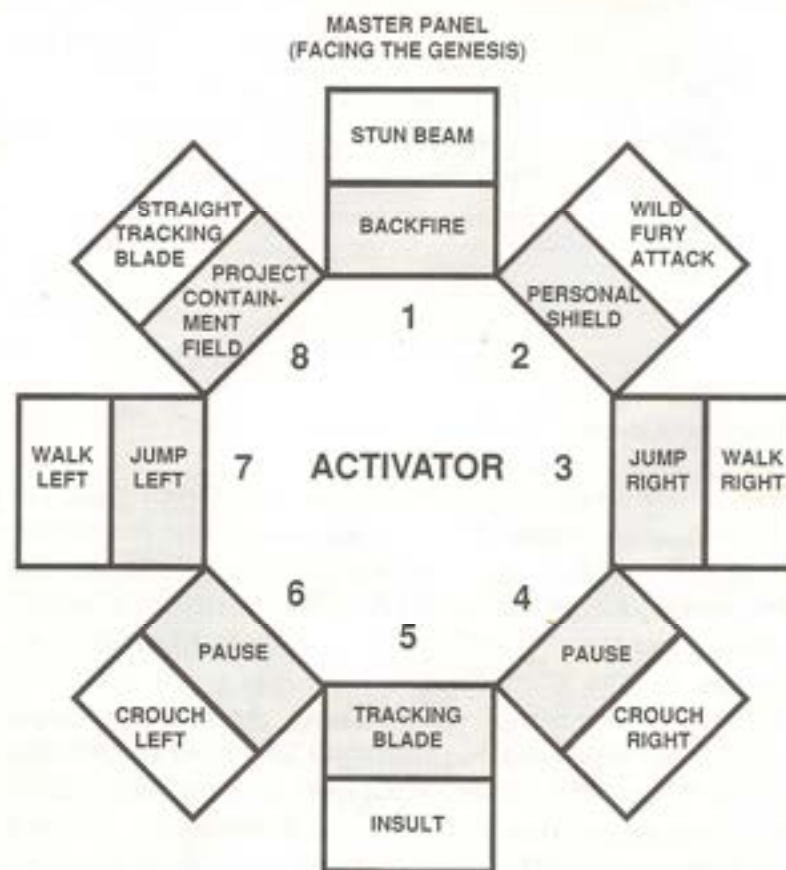 MASTER PANEL
(FACING THE GENESIS)
STUN BEAM
BACKFIRE
1
WILD
FURY
ATTACK
PERSONAL
SHIELD
2
STRAIGHT
TRACKING
BLADE
PROJECT
CONTAIN-
MENT
FIELD
8
WALK
LEFT
JUMP
LEFT
7
ACTIVATOR
3
JUMP
RIGHT
WALK
RIGHT
6
PAUSE
CROUCH
LEFT
5
TRACKING
BLADE
INSULT
4
PAUSE
CROUCH
RIGHT